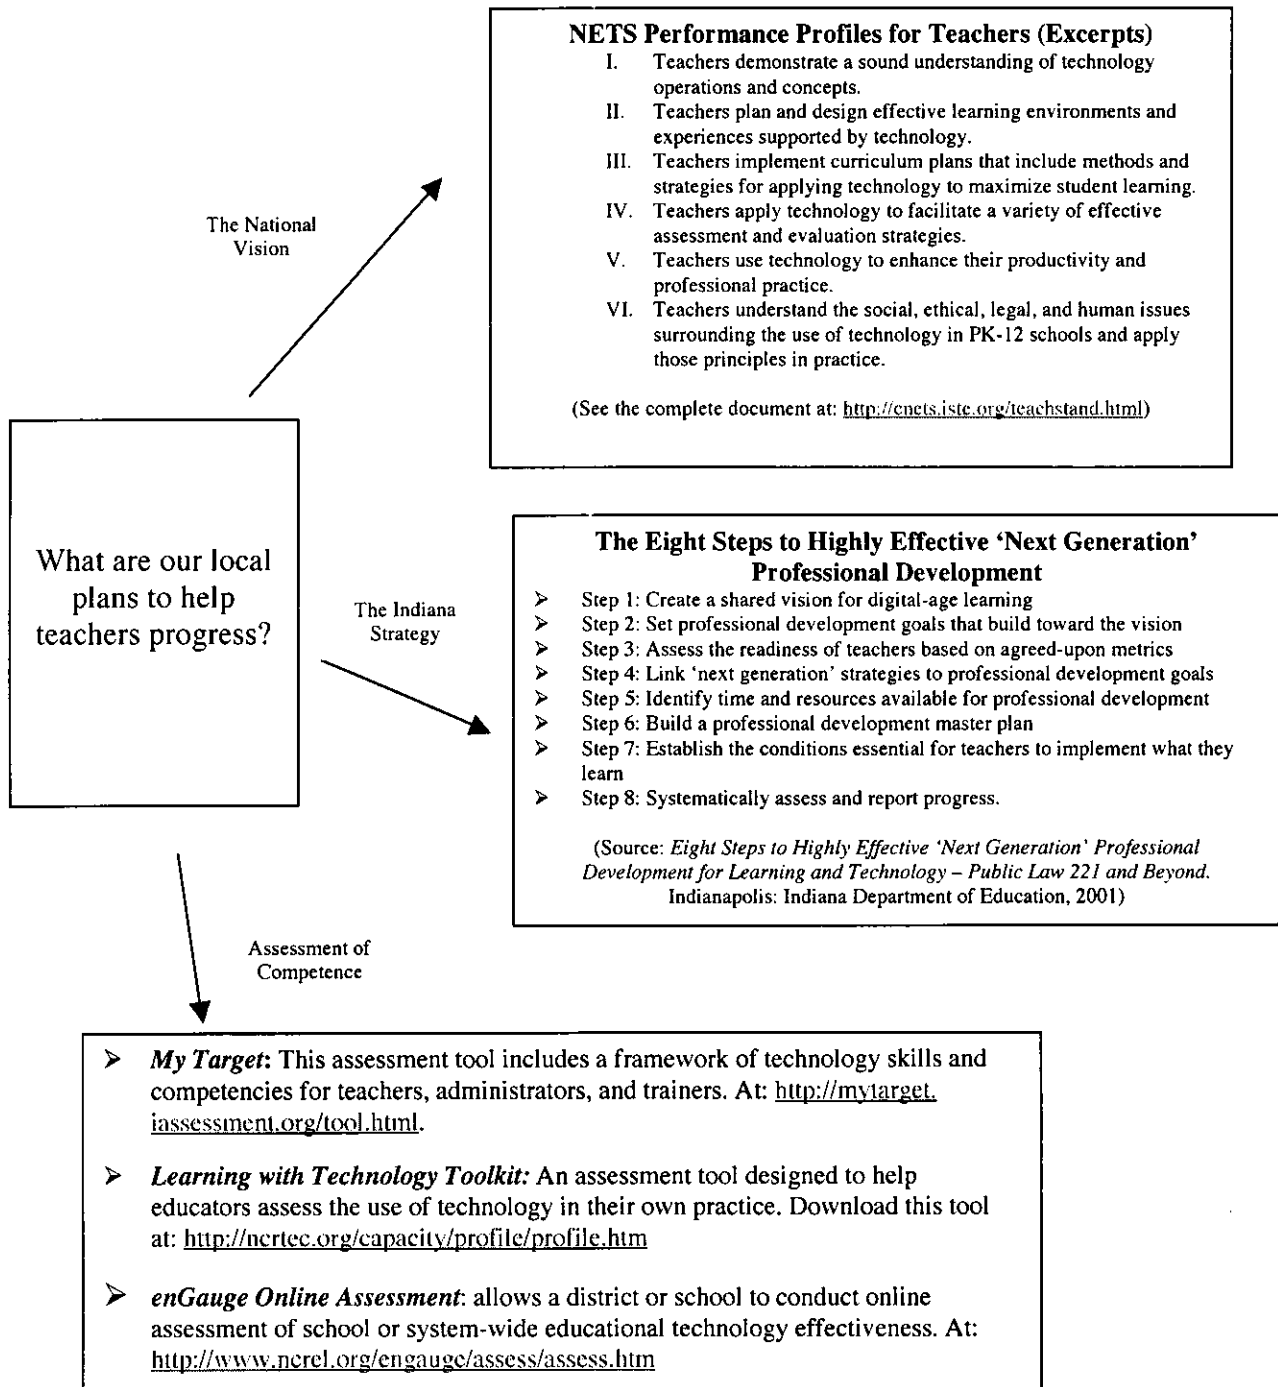 NETS Performance Profiles for Teachers (Excerpts)
I. Teachers demonstrate a sound understanding of technology
operations and concepts.
II. Teachers plan and design effective learning environments and
experiences supported by technology.
III. Teachers implement curriculum plans that include methods and
strategies for applying technology to maximize student learning.
IV. Teachers apply technology to facilitate a variety of effective
assessment and evaluation strategies.
V. Teachers use technology to enhance their productivity and
professional practice.
VI. Teachers understand the social, ethical, legal, and human issues
surrounding the use of technology in PK-12 schools and apply
those principles in practice.
(See the complete document at: http://cnets.iste.org/teachstand.html)
The National
Vision
What are our local
plans to help
teachers progress?
The Indiana
Strategy
The Eight Steps to Highly Effective ‘Next Generation’
Professional Development
➢ Step 1: Create a shared vision for digital-age learning
➢ Step 2: Set professional development goals that build toward the vision
➢ Step 3: Assess the readiness of teachers based on agreed-upon metrics
➢ Step 4: Link ‘next generation’ strategies to professional development goals
➢ Step 5: Identify time and resources available for professional development
➢ Step 6: Build a professional development master plan
➢ Step 7: Establish the conditions essential for teachers to implement what they
learn
➢ Step 8: Systematically assess and report progress.
(Source: Eight Steps to Highly Effective ‘Next Generation’ Professional
Development for Learning and Technology – Public Law 221 and Beyond.
Indianapolis: Indiana Department of Education, 2001)
Assessment of
Competence
➢ My Target: This assessment tool includes a framework of technology skills and
competencies for teachers, administrators, and trainers. At: http://mytarget.
iassessment.org/tool.html.
➢ Learning with Technology Toolkit: An assessment tool designed to help
educators assess the use of technology in their own practice. Download this tool
at: http://ncrtec.org/capacity/profile/profile.htm
➢ enGauge Online Assessment: allows a district or school to conduct online
assessment of school or system-wide educational technology effectiveness. At:
http://www.ncrel.org/engauge/assess/assess.htm